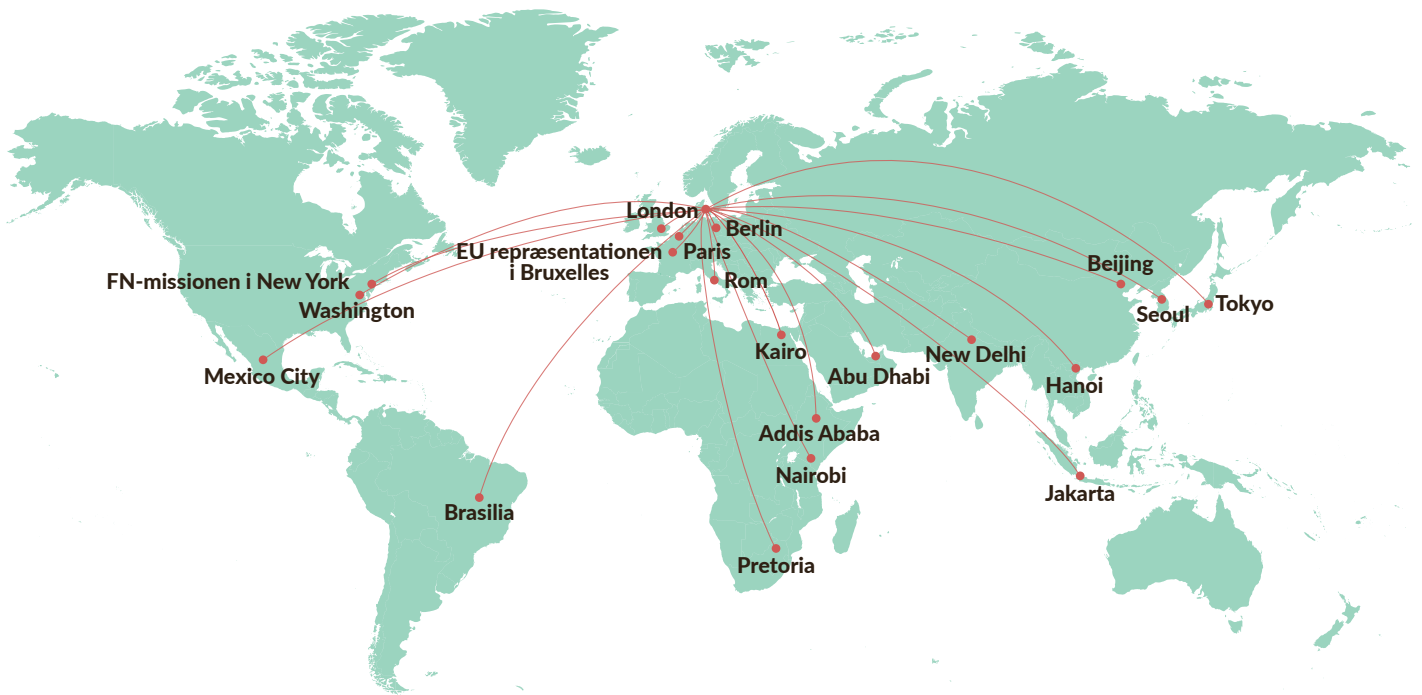 London
Berlin
EU repræsentationen
i Bruxelles
Paris
Rom
FN-missionen i New York
Washington
Mexico City
Brasilia
Kairo
Abu Dhabi
New Delhi
Beijing
Seoul
Tokyo
Hanoi
Addis Ababa
Nairobi
Jakarta
Pretoria